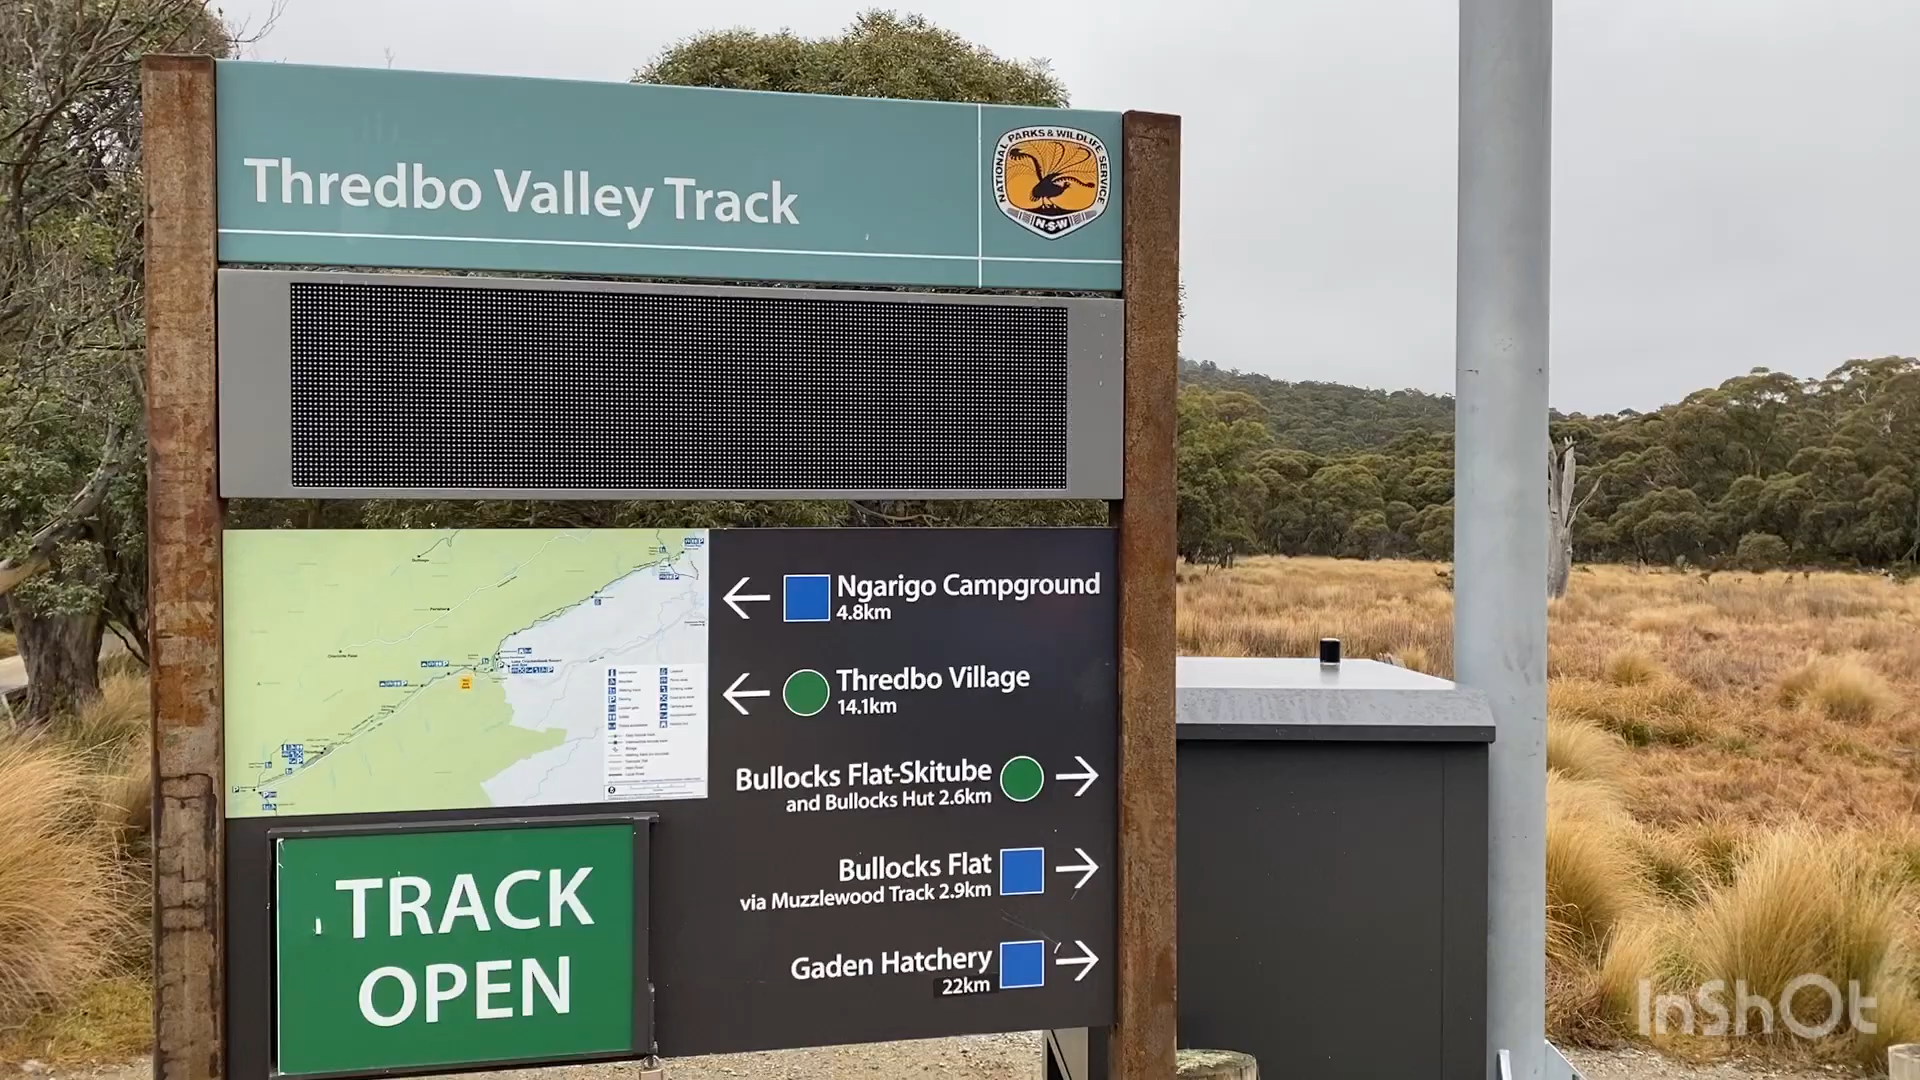 Thredbo Valley Track
NATIONAL PARKS & WILDLIFE SERVICE
N·S·W
Ngarigo Campground
4.8km
Thredbo Village
14.1km
Bullocks Flat-Skitube
and Bullocks Hut 2.6km
Bullocks Flat
via Muzzlewood Track 2.9km
Gaden Hatchery
22km
TRACK
OPEN
InShOt